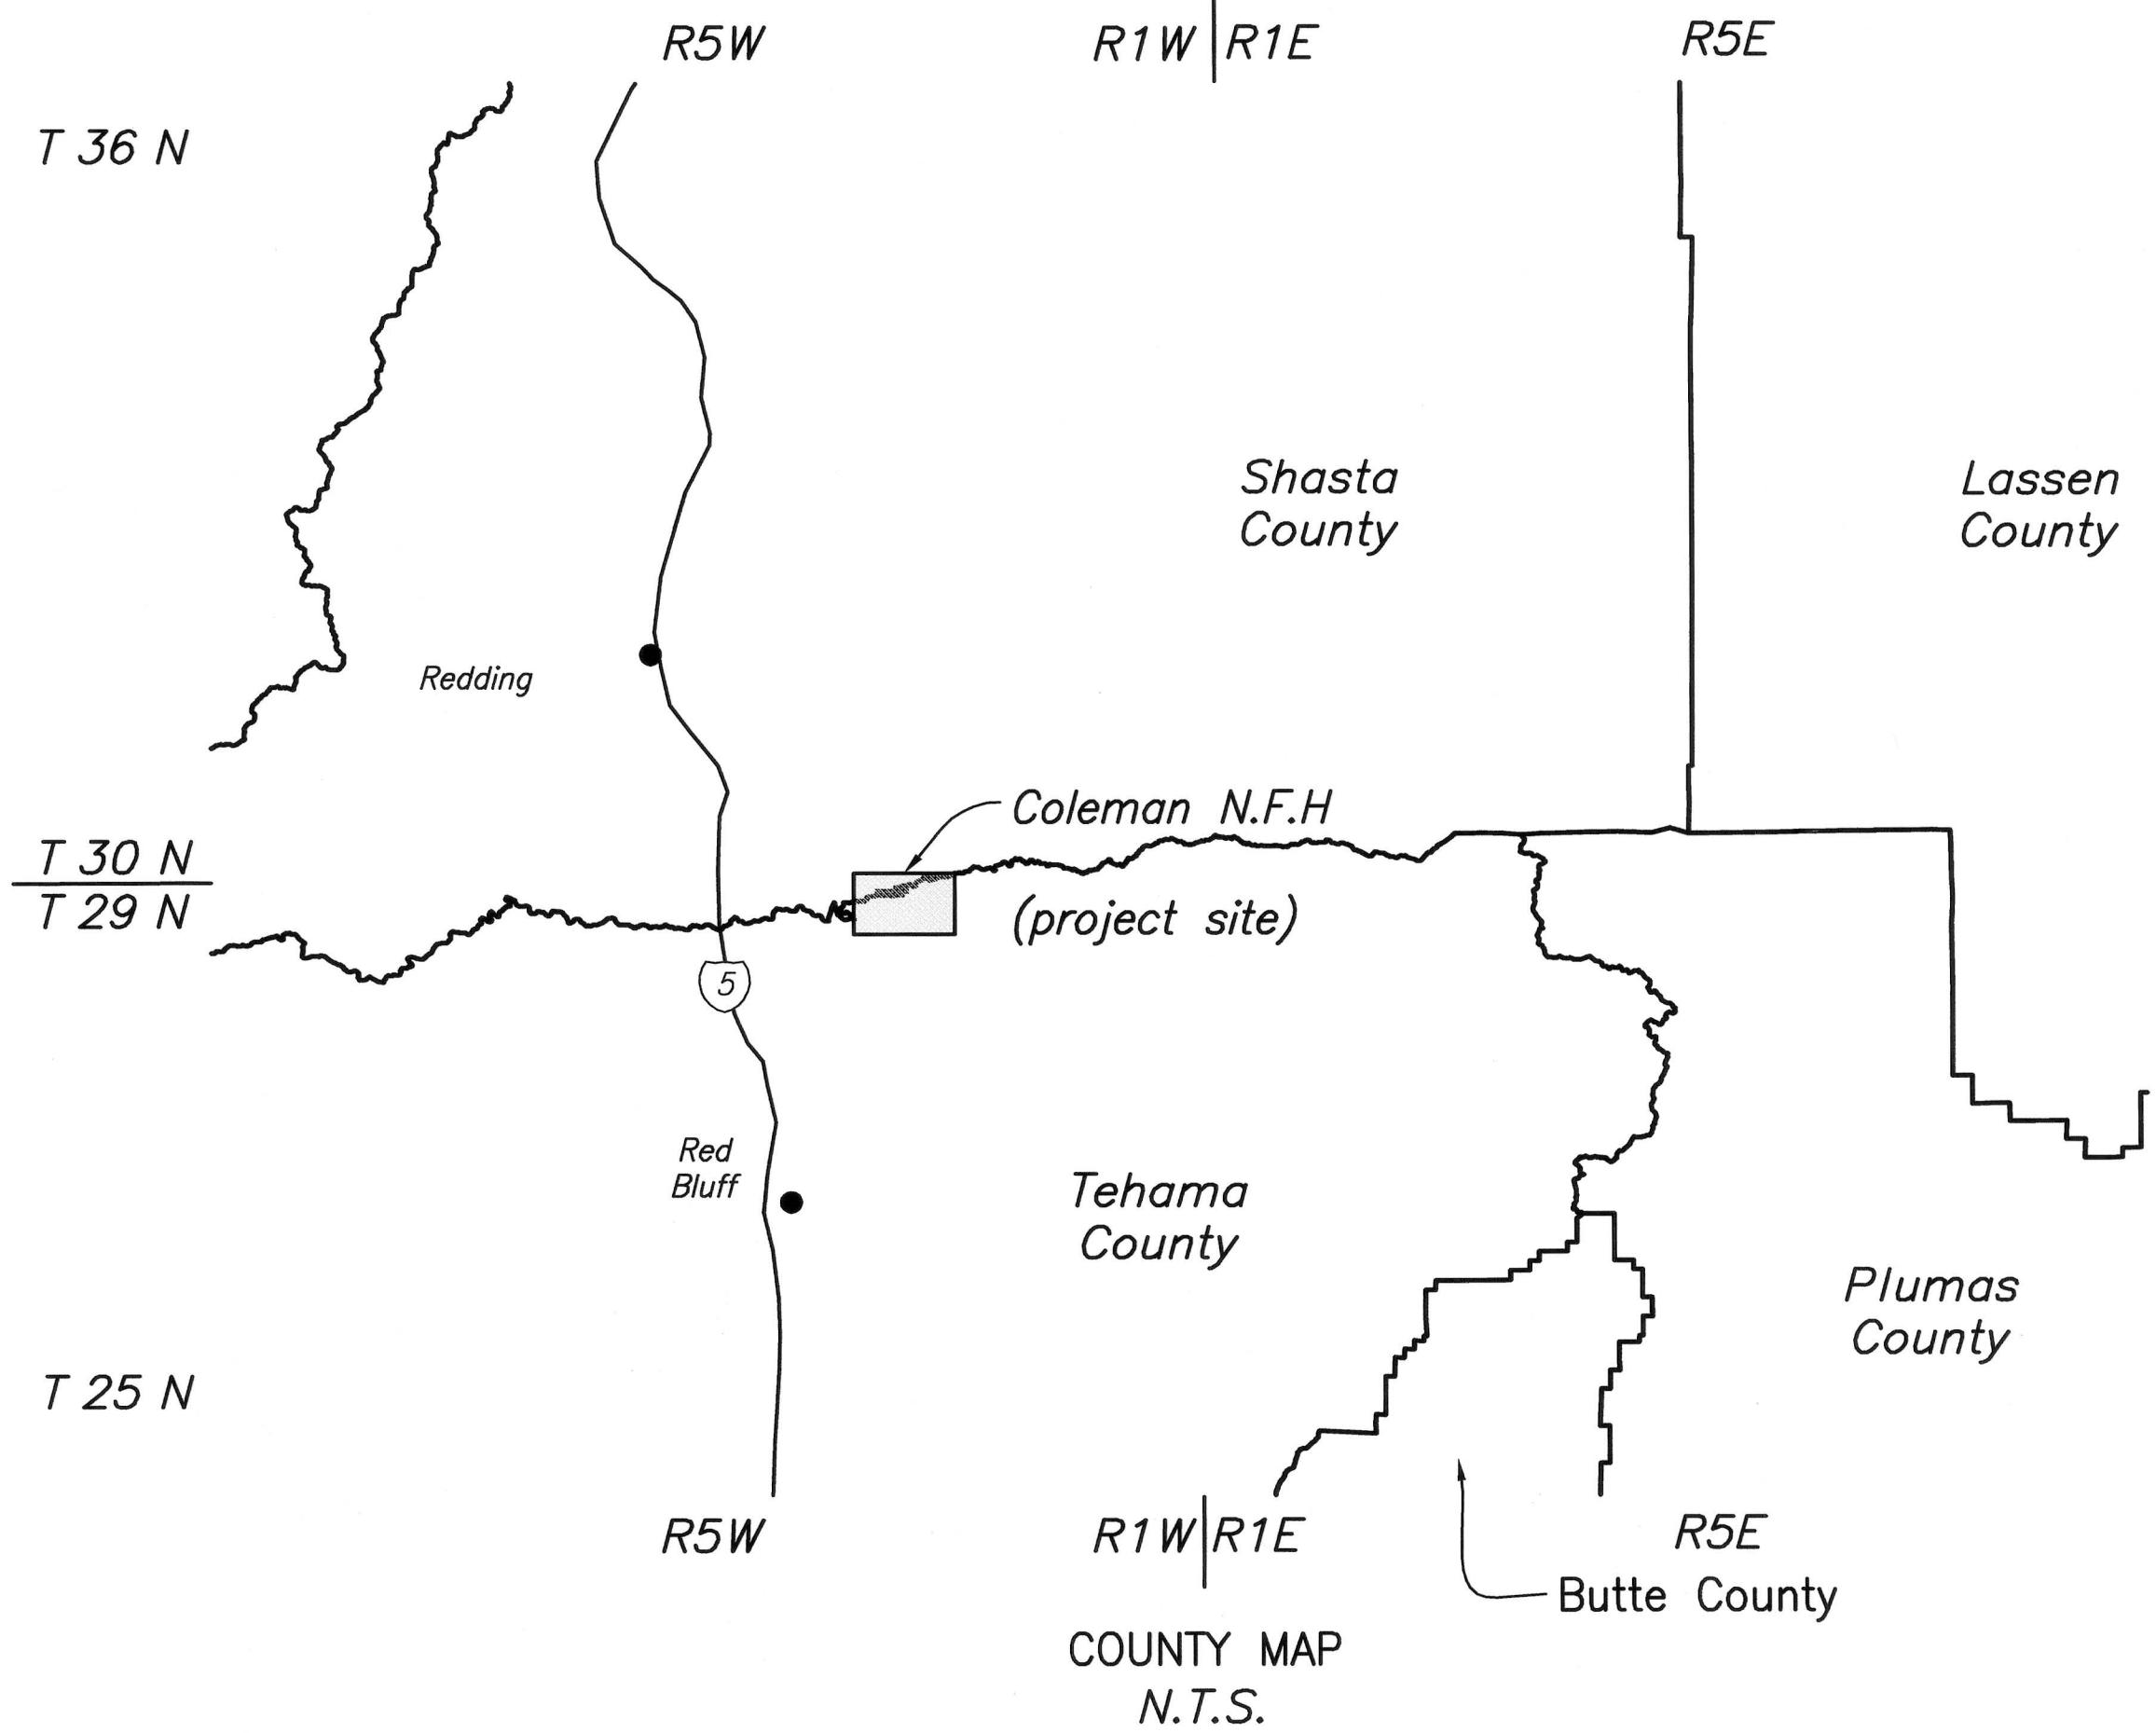 R5W
R1W
R1E
R5E
T 36 N
Shasta
County
Lassen
County
Redding
Coleman N.F.H
T 30 N
T 29 N
(project site)
5
Red
Bluff
Tehama
County
Plumas
County
T 25 N
R5W
R1W
R1E
R5E
Butte County
COUNTY MAP
N.T.S.